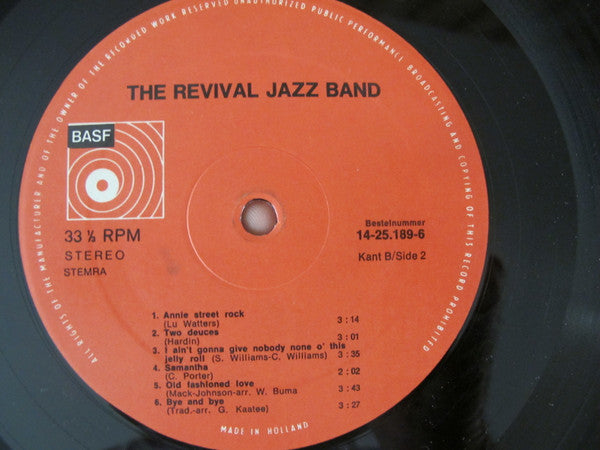 ALL RIGHTS OF THE MANUFACTURER AND OF THE OWNER OF THE RECORDED WORK RESERVED UNAUTHORIZED PUBLIC PERFORMANCE BROADCASTING AND COPYING OF THIS RECORD PROHIBITED
THE REVIVAL JAZZ BAND
BASF
33 ⅓ RPM
STEREO
STEMRA
Bestelnummer
14-25.189-6
Kant B/Side 2
1. Annie street rock
(Lu Watters) 3 : 14
2. Two deuces 3 : 01
(Hardin)
3. I ain't gonna give nobody none o' this
jelly roll (S. Williams-C. Williams) 3 : 35
4. Samantha 2 : 02
(C. Porter)
5. Old fashioned love 3 : 43
(Mack-Johnson-arr. W. Buma
6. Bye and bye
(Trad.-arr. G. Kaatee) 3 : 27
MADE IN HOLLAND